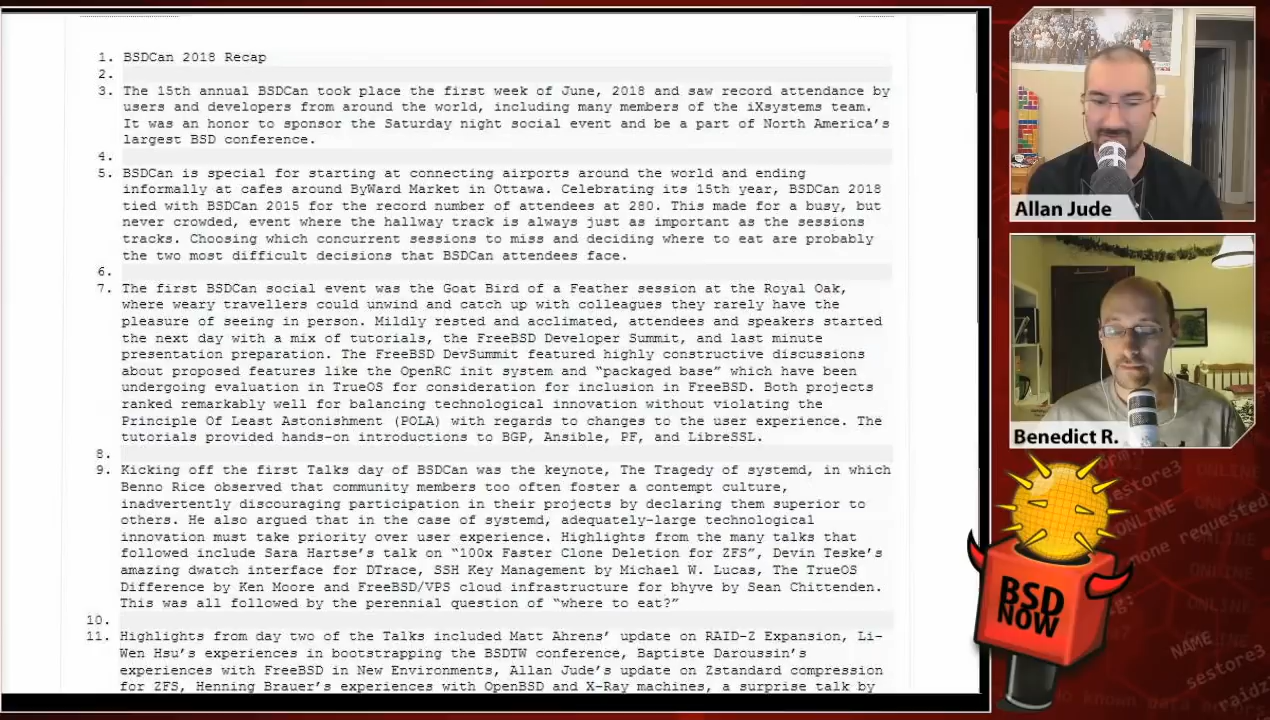 1. BSDCan 2018 Recap
2.
3. The 15th annual BSDCan took place the first week of June, 2018 and saw record attendance by
users and developers from around the world, including many members of the iXsystems team.
It was an honor to sponsor the Saturday night social event and be a part of North America's
largest BSD conference.
4.
5. BSDCan is special for starting at connecting airports around the world and ending
informally at cafes around ByWard Market in Ottawa. Celebrating its 15th year, BSDCan 2018
tied with BSDCan 2015 for the record number of attendees at 280. This made for a busy, but
never crowded, event where the hallway track is always just as important as the sessions
tracks. Choosing which concurrent sessions to miss and deciding where to eat are probably
the two most difficult decisions that BSDCan attendees face.
6.
7. The first BSDCan social event was the Goat Bird of a Feather session at the Royal Oak,
where weary travellers could unwind and catch up with colleagues they rarely have the
pleasure of seeing in person. Mildly rested and acclimated, attendees and speakers started
the next day with a mix of tutorials, the FreeBSD Developer Summit, and last minute
presentation preparation. The FreeBSD DevSummit featured highly constructive discussions
about proposed features like the OpenRC init system and “packaged base” which have been
undergoing evaluation in TrueOS for consideration for inclusion in FreeBSD. Both projects
ranked remarkably well for balancing technological innovation without violating the
Principle Of Least Astonishment (POLA) with regards to changes to the user experience. The
tutorials provided hands-on introductions to BGP, Ansible, PF, and LibreSSL.
8.
9. Kicking off the first Talks day of BSDCan was the keynote, The Tragedy of systemd, in which
Benno Rice observed that community members too often foster a contempt culture,
inadvertently discouraging participation in their projects by declaring them superior to
others. He also argued that in the case of systemd, adequately-large technological
innovation must take priority over user experience. Highlights from the many talks that
followed include Sara Hartse's talk on “100x Faster Clone Deletion for ZFS”, Devin Teske's
amazing dwatch interface for DTrace, SSH Key Management by Michael W. Lucas, The TrueOS
Difference by Ken Moore and FreeBSD/VPS cloud infrastructure for bhyve by Sean Chittenden.
This was all followed by the perennial question of “where to eat?”
10.
11. Highlights from day two of the Talks included Matt Ahrens' update on RAID-Z Expansion, Li-
Wen Hsu's experiences in bootstrapping the BSDTW conference, Baptiste Daroussin's
experiences with FreeBSD in New Environments, Allan Jude's update on Zstandard compression
for ZFS, Henning Brauer's experiences with OpenBSD and X-Ray machines, a surprise talk by
Allan Jude
Benedict R.
BSD
NOW
ONLINE
ONLINE
none requested
NAME